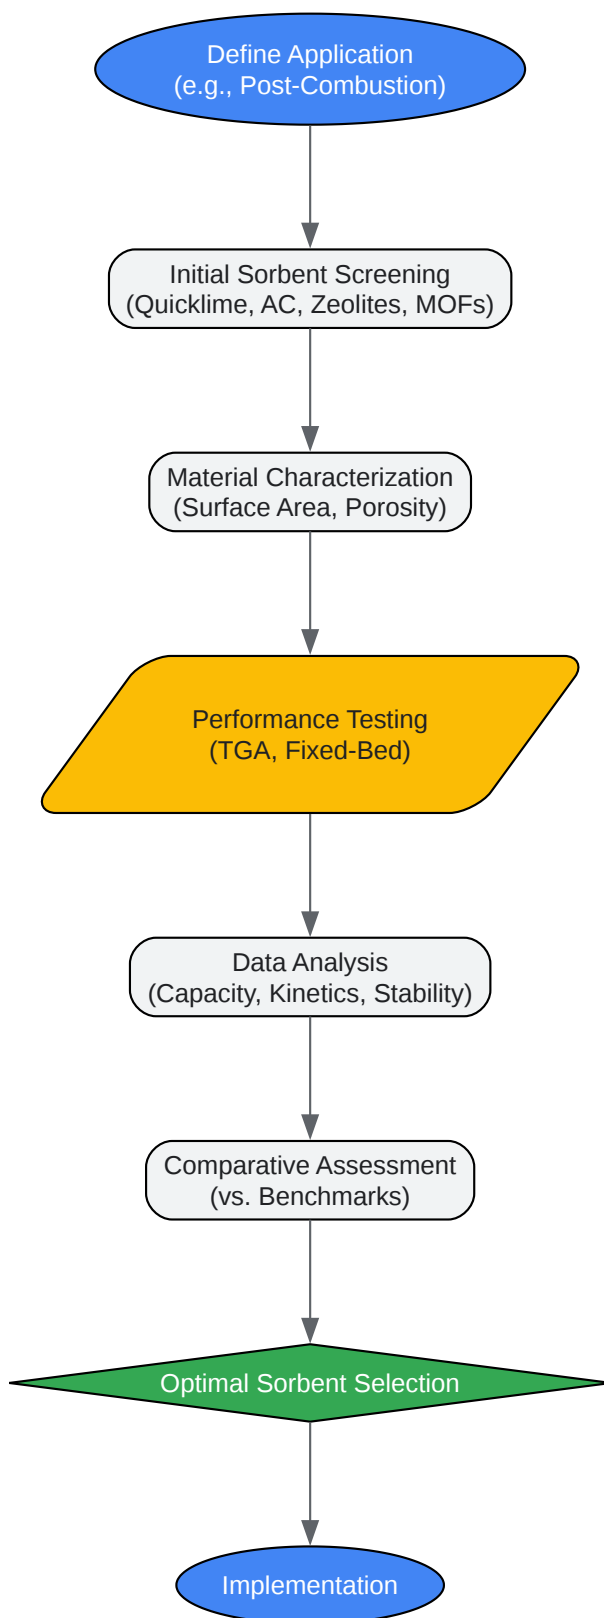 Define Application
(e.g., Post-Combustion)
Initial Sorbent Screening
(Quicklime, AC, Zeolites, MOFs)
Material Characterization
(Surface Area, Porosity)
Performance Testing
(TGA, Fixed-Bed)
Data Analysis
(Capacity, Kinetics, Stability)
Comparative Assessment
(vs. Benchmarks)
Optimal Sorbent Selection
Implementation